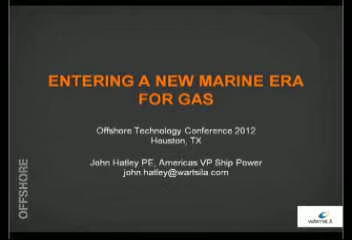 ENTERING A NEW MARINE ERA
FOR GAS
Offshore Technology Conference 2012
Houston, TX
John Hatley PE, Americas VP Ship Power
john.hatley@wartsila.com
OFFSHORE